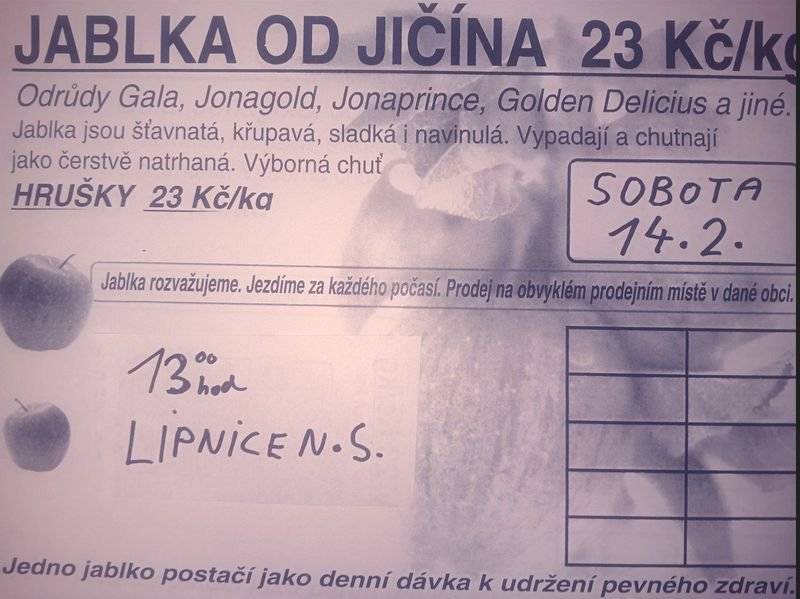 JABLKA OD JIČÍNA 23 Kč/kg
Odrůdy Gala, Jonagold, Jonaprince, Golden Delicius a jiné.
Jablka jsou šťavnatá, křupavá, sladká i navinulá. Vypadají a chutnají
jako čerstvě natrhaná. Výborná chuť
HRUŠKY 23 Kč/kg
SOBOTA
14.2.
Jablka rozvažujeme. Jezdíme za každého počasí. Prodej na obvyklém prodejním místě v dané obci.
13 00 hod
LIPNICE N.S.
Jedno jablko postačí jako denní dávka k udržení pevného zdraví.